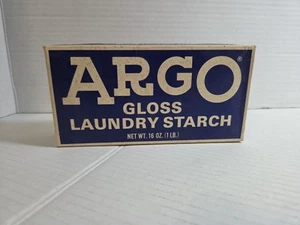 ARGO®
GLOSS
LAUNDRY STARCH
NET WT. 16 OZ. (1 LB.)